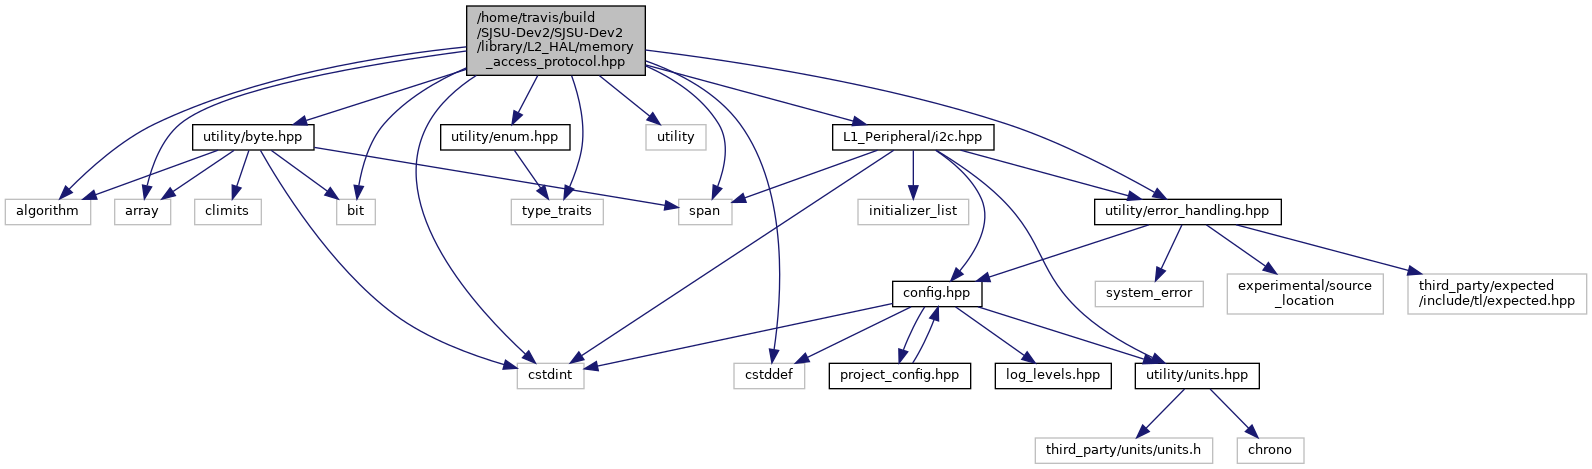 /home/travis/build
/SJSU-Dev2/SJSU-Dev2
/library/L2_HAL/memory
_access_protocol.hpp
utility/byte.hpp
utility/enum.hpp
utility
L1_Peripheral/i2c.hpp
algorithm
array
climits
bit
type_traits
span
initializer_list
utility/error_handling.hpp
config.hpp
system_error
experimental/source
_location
third_party/expected
/include/tl/expected.hpp
cstdint
cstddef
project_config.hpp
log_levels.hpp
utility/units.hpp
third_party/units/units.h
chrono